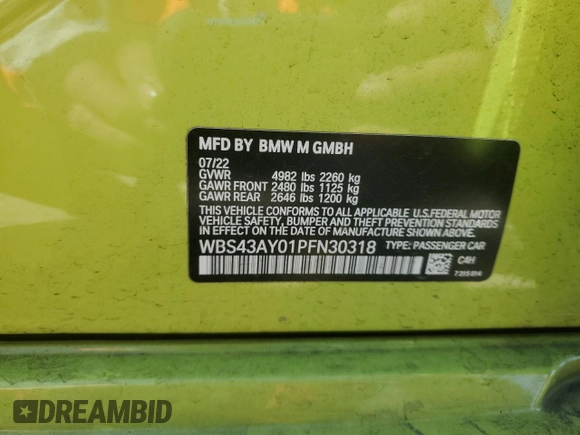 MFD BY BMW M GMBH
07/22
GVWR 4982 lbs 2260 kg
GAWR FRONT 2480 lbs 1125 kg
GAWR REAR 2646 lbs 1200 kg
THIS VEHICLE CONFORMS TO ALL APPLICABLE U.S. FEDERAL MOTOR
VEHICLE SAFETY, BUMPER, AND THEFT PREVENTION STANDARDS
IN EFFECT ON THE DATE OF MANUFACTURE SHOWN ABOVE.
WBS43AY01PFN30318 TYPE: PASSENGER CAR
C4H
7315814
DREAMBID